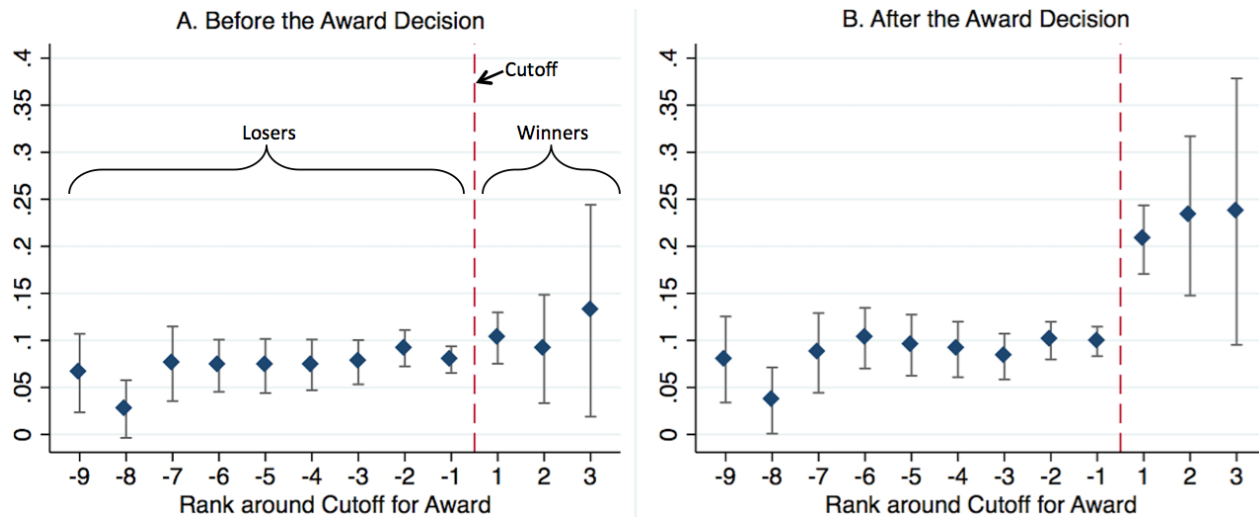 A. Before the Award Decision
.4
.35
.3
.25
.2
.15
.1
.05
0
Cutoff
Losers
Winners
-9 -8 -7 -6 -5 -4 -3 -2 -1 1 2 3
Rank around Cutoff for Award
B. After the Award Decision
.4
.35
.3
.25
.2
.15
.1
.05
0
-9 -8 -7 -6 -5 -4 -3 -2 -1 1 2 3
Rank around Cutoff for Award